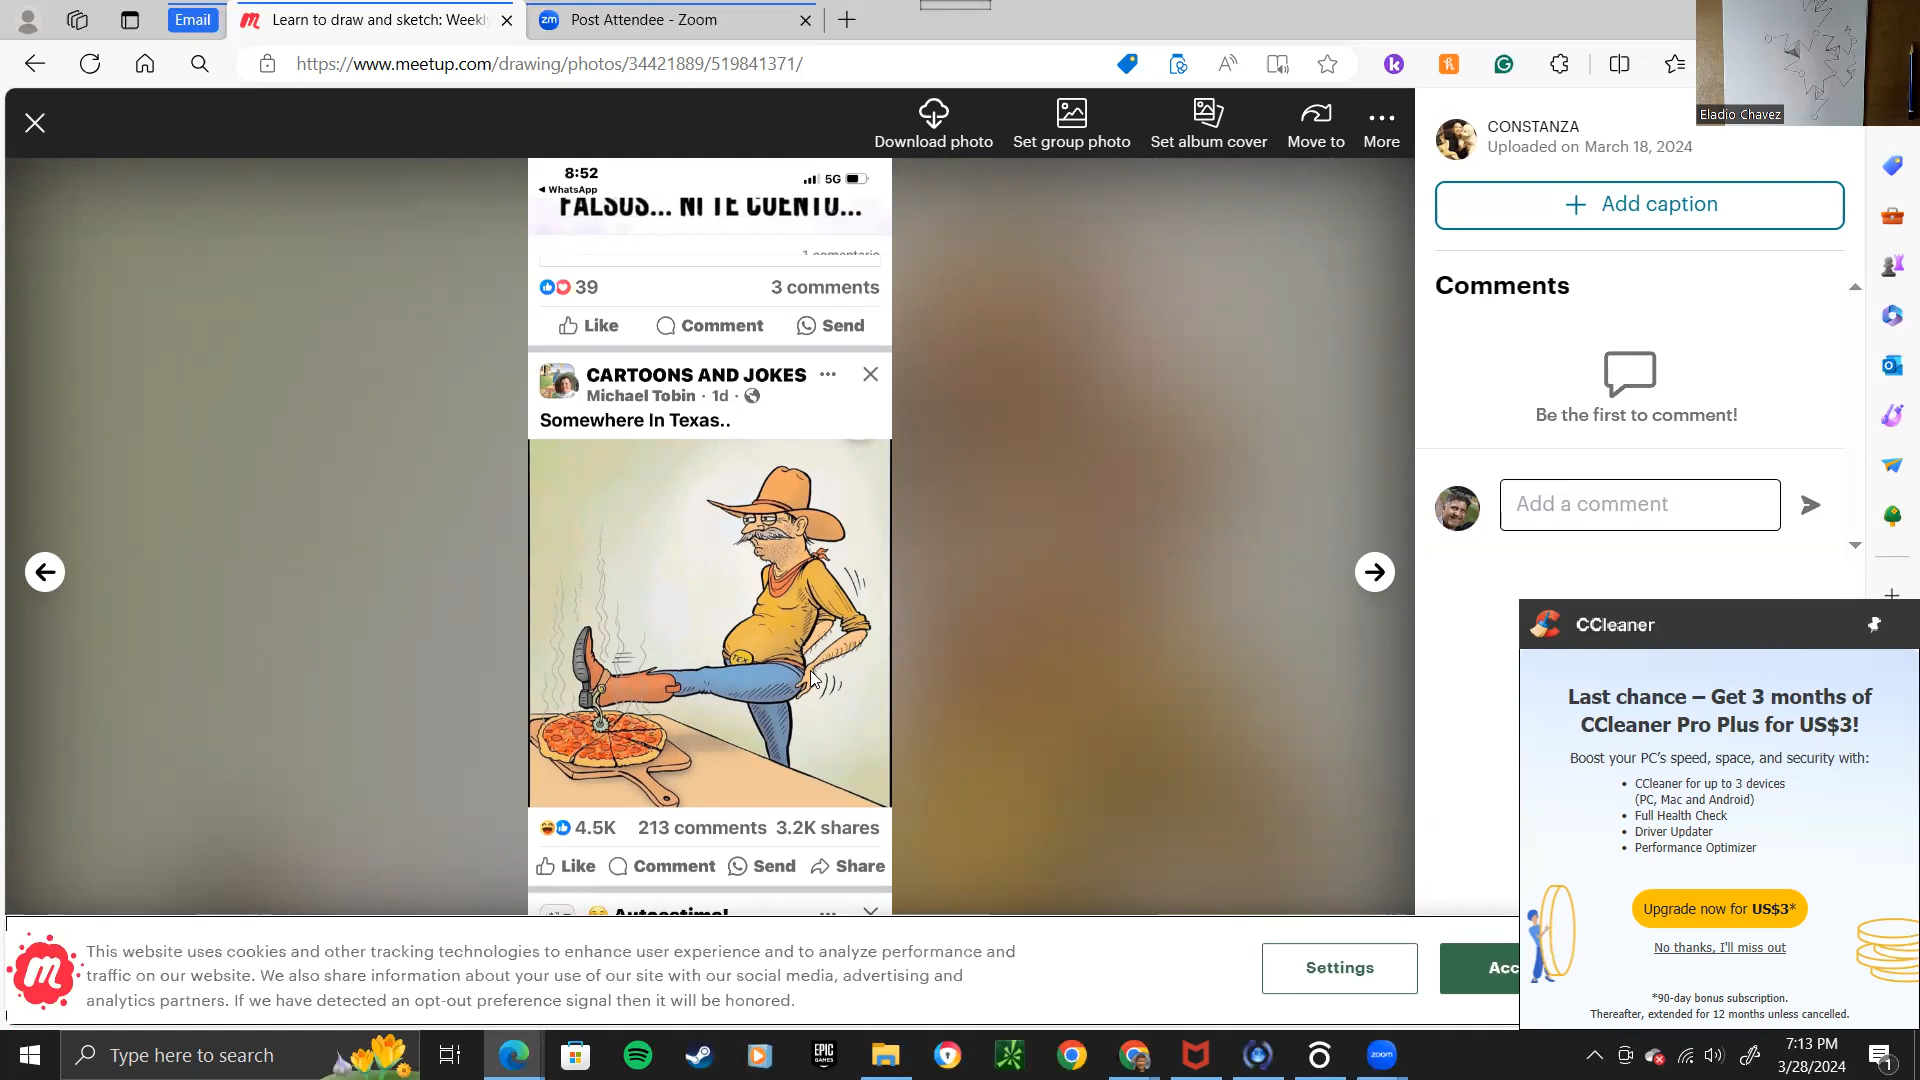 Email
Learn to draw and sketch: Weekly
Post Attendee - Zoom
https://www.meetup.com/drawing/photos/34421889/519841371/
Eladio Chavez
Download photo
Set group photo
Set album cover
Move to
More
CONSTANZA
Uploaded on March 18, 2024
Add caption
Comments
Be the first to comment!
Add a comment
8:52
5G
WhatsApp
FALSOS... NI TE CUENTO...
1 comentario
39
3 comments
Like
Comment
Send
CARTOONS AND JOKES
Michael Tobin · 1d ·
Somewhere In Texas..
TEX
4.5K
213 comments
3.2K shares
Like
Comment
Send
Share
Autoestima!
CCleaner
Last chance – Get 3 months of
CCleaner Pro Plus for US$3!
Boost your PC's speed, space, and security with:
• CCleaner for up to 3 devices
(PC, Mac and Android)
• Full Health Check
• Driver Updater
• Performance Optimizer
Upgrade now for US$3*
No thanks, I'll miss out
*90-day bonus subscription.
Thereafter, extended for 12 months unless cancelled.
This website uses cookies and other tracking technologies to enhance user experience and to analyze performance and
traffic on our website. We also share information about your use of our site with our social media, advertising and
analytics partners. If we have detected an opt-out preference signal then it will be honored.
Settings
Acc
Type here to search
EPIC
GAMES
zoom
7:13 PM
3/28/2024
1